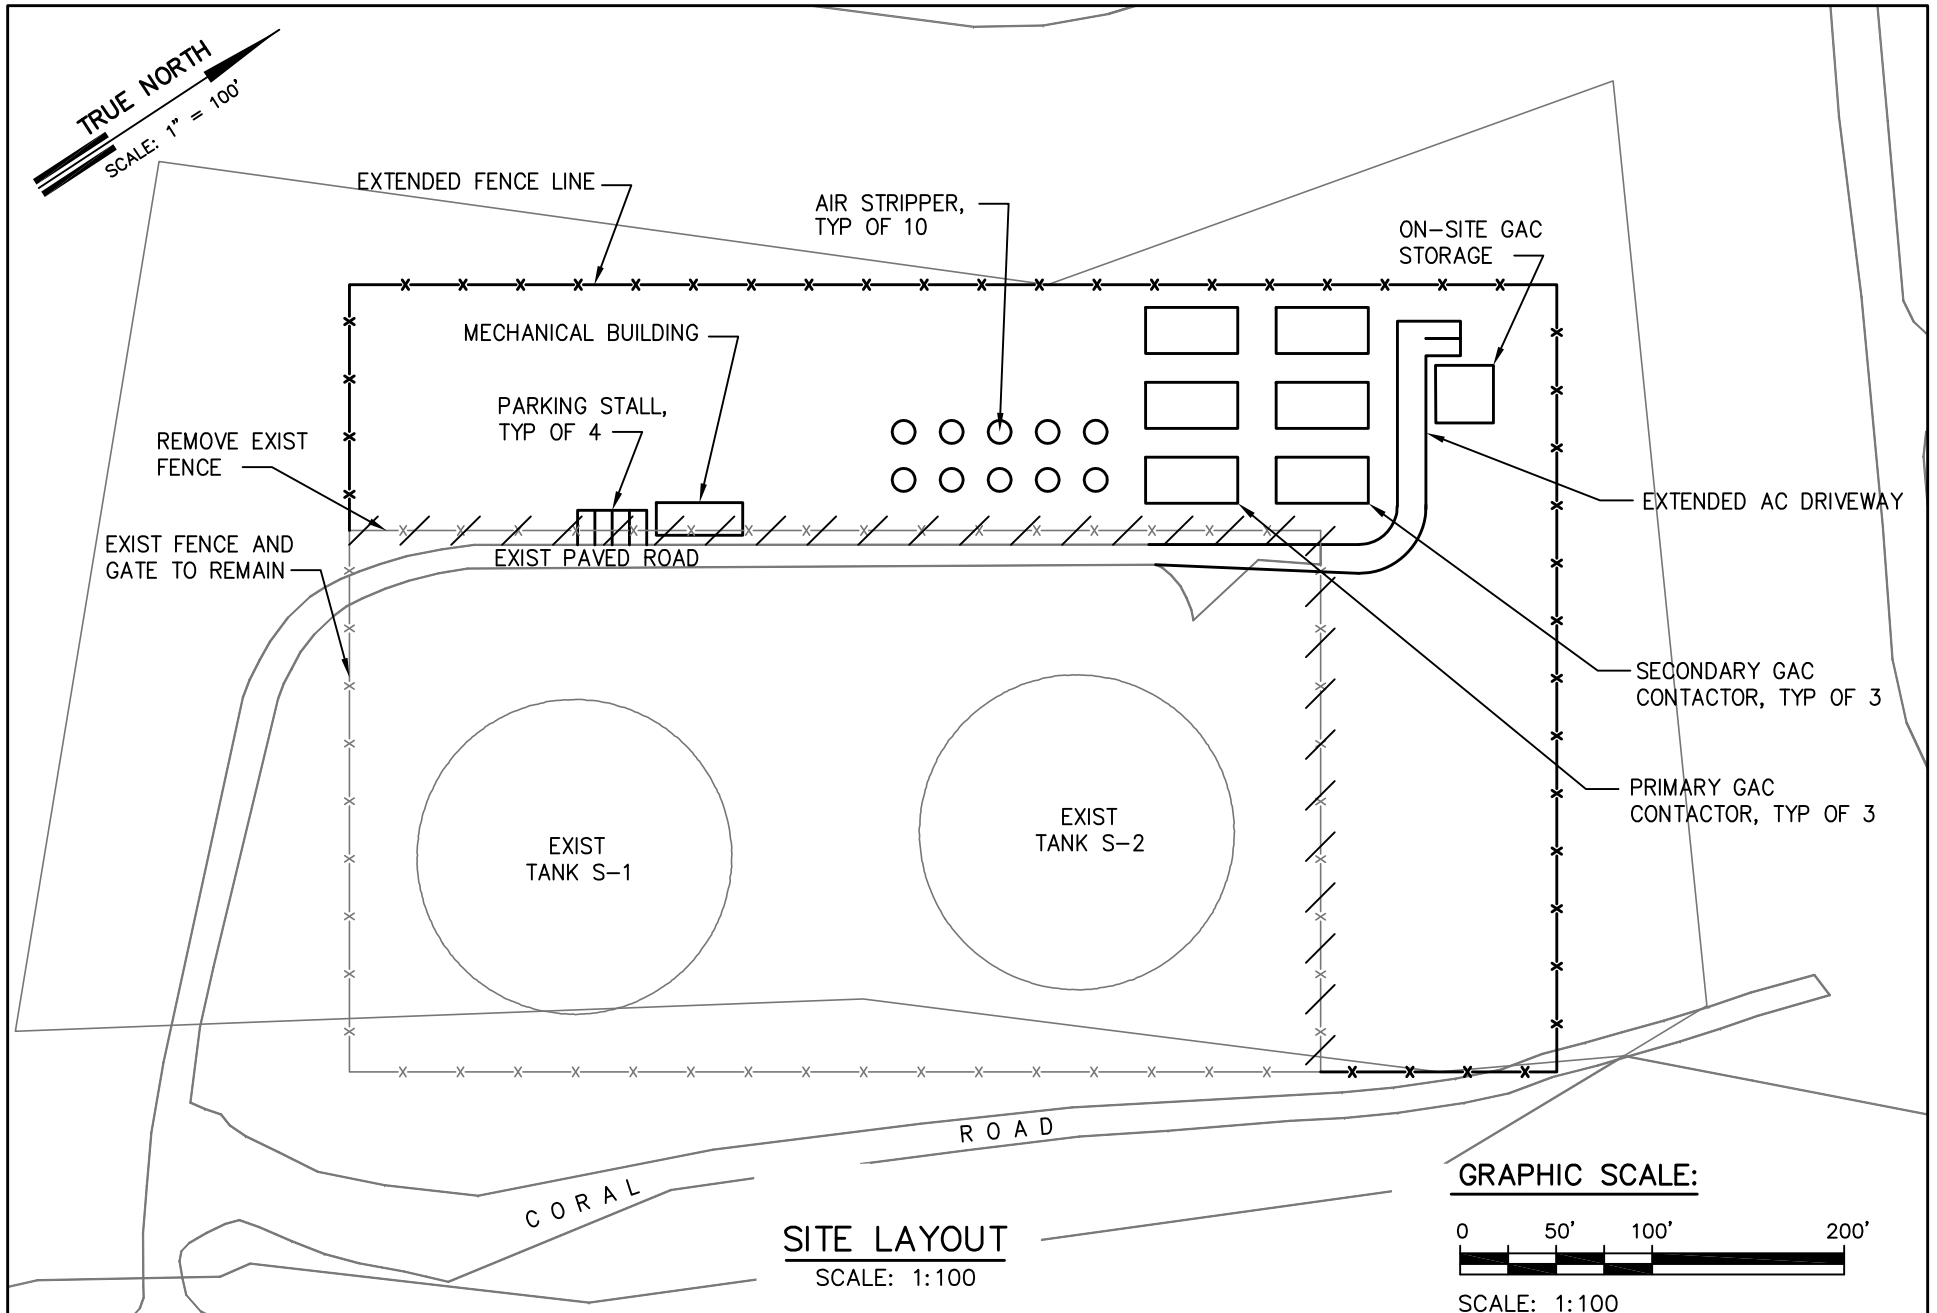 TRUE NORTH
SCALE: 1" = 100'
EXTENDED FENCE LINE
AIR STRIPPER,
TYP OF 10
ON-SITE GAC
STORAGE
MECHANICAL BUILDING
PARKING STALL,
TYP OF 4
REMOVE EXIST
FENCE
EXTENDED AC DRIVEWAY
EXIST FENCE AND
GATE TO REMAIN
EXIST PAVED ROAD
SECONDARY GAC
CONTACTOR, TYP OF 3
PRIMARY GAC
CONTACTOR, TYP OF 3
EXIST
TANK S-1
EXIST
TANK S-2
CORAL ROAD
SITE LAYOUT
SCALE: 1:100
GRAPHIC SCALE:
0 50' 100' 200'
SCALE: 1:100